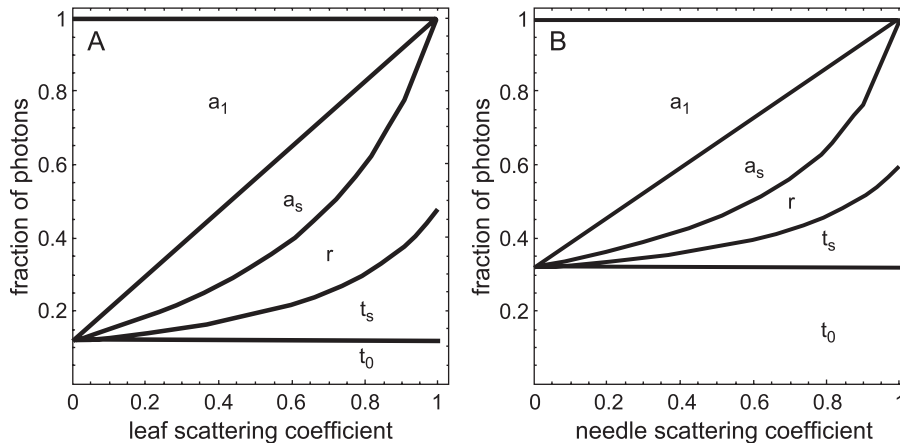 A
fraction of photons
1
0.8
0.6
0.4
0.2
a1
as
r
ts
t0
0 0.2 0.4 0.6 0.8 1
leaf scattering coefficient
B
fraction of photons
1
0.8
0.6
0.4
0.2
a1
as
r
ts
t0
0 0.2 0.4 0.6 0.8 1
needle scattering coefficient